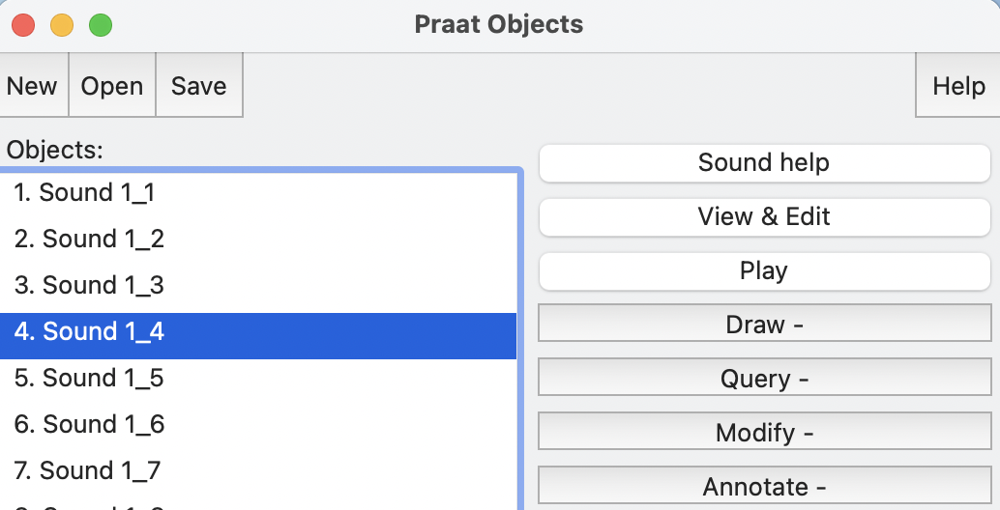 Praat Objects
New Open Save Help
Objects:
1. Sound 1_1
2. Sound 1_2
3. Sound 1_3
4. Sound 1_4
5. Sound 1_5
6. Sound 1_6
7. Sound 1_7
Sound help
View & Edit
Play
Draw -
Query -
Modify -
Annotate -